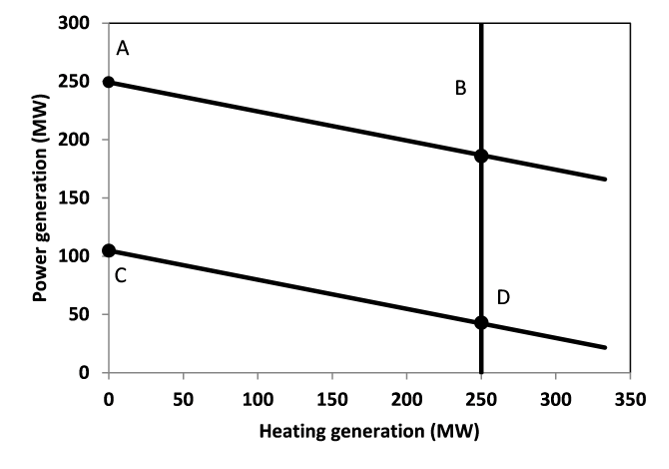 300
250
200
150
100
50
0
Power generation (MW)
A
B
C
D
0 50 100 150 200 250 300 350
Heating generation (MW)